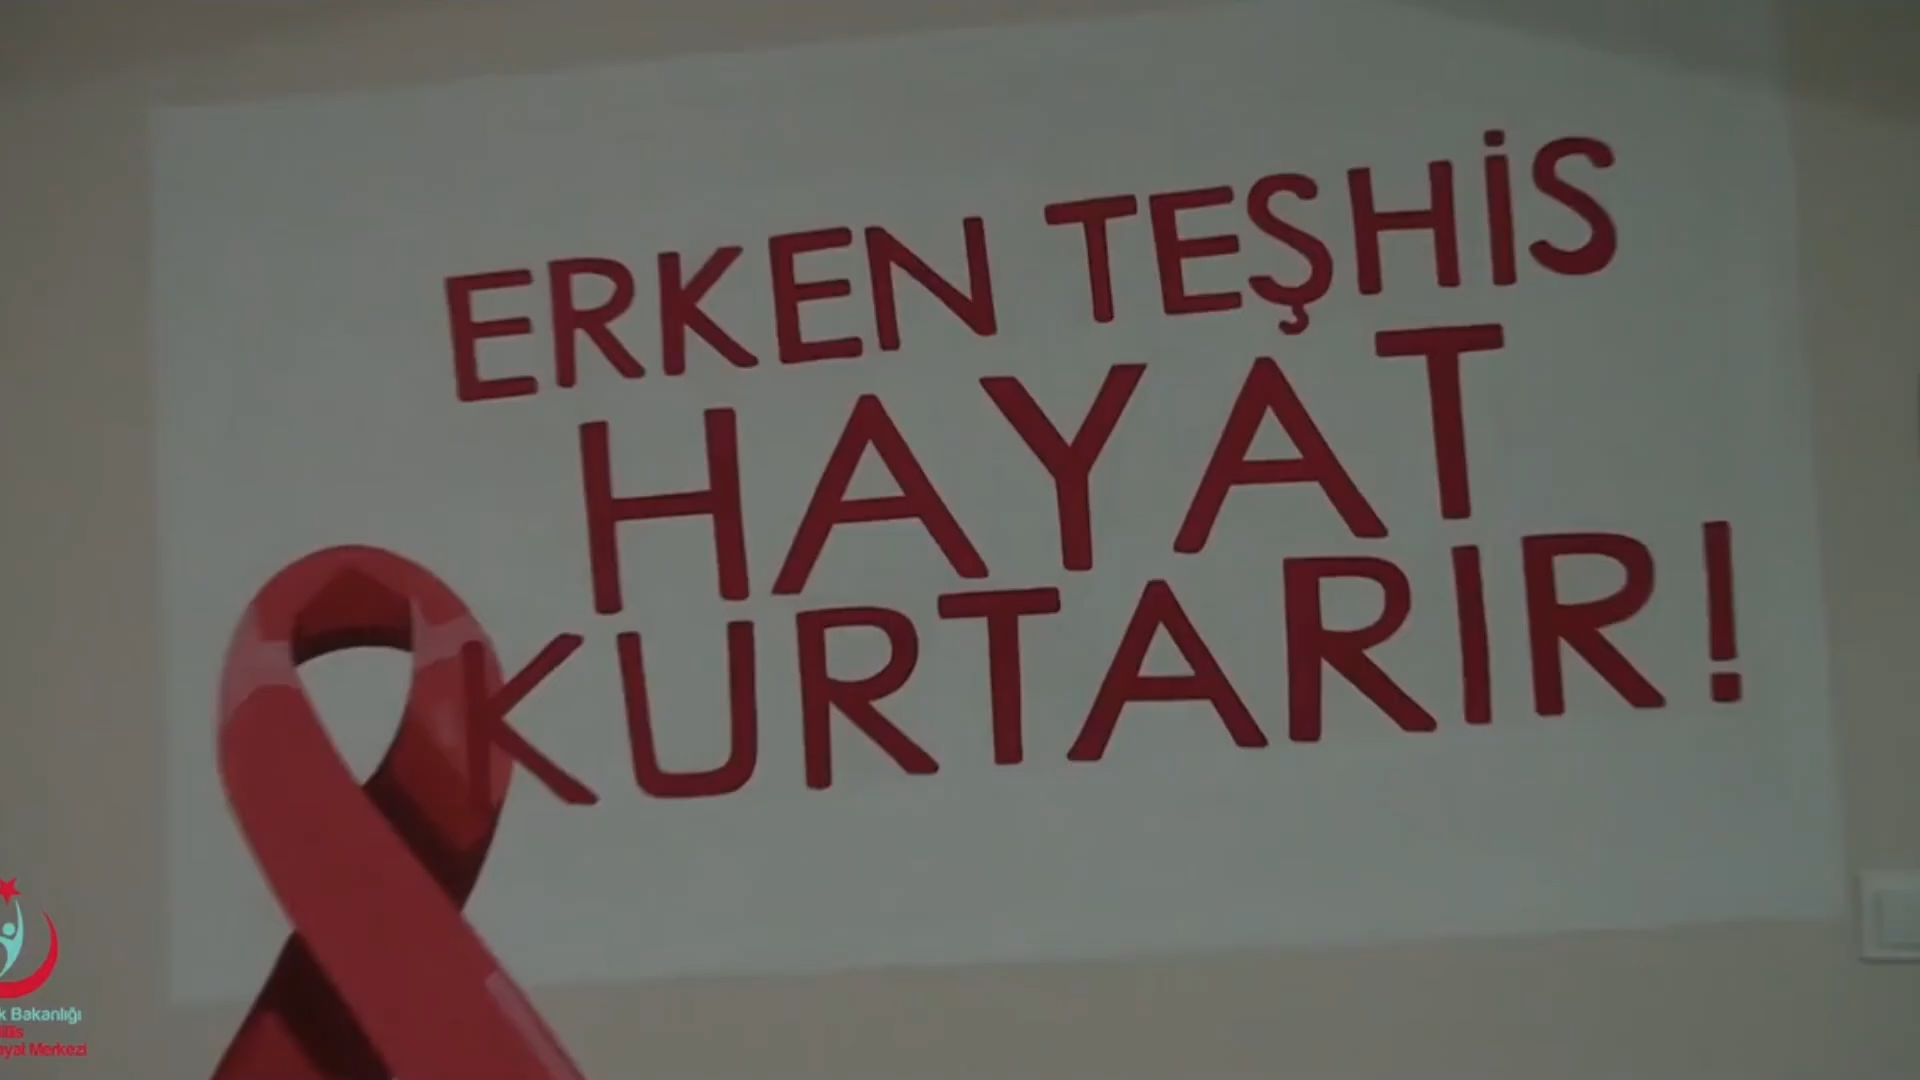 ERKEN TEŞHİS
HAYAT
KURTARIR!
k Bakanlığı
Merkezi